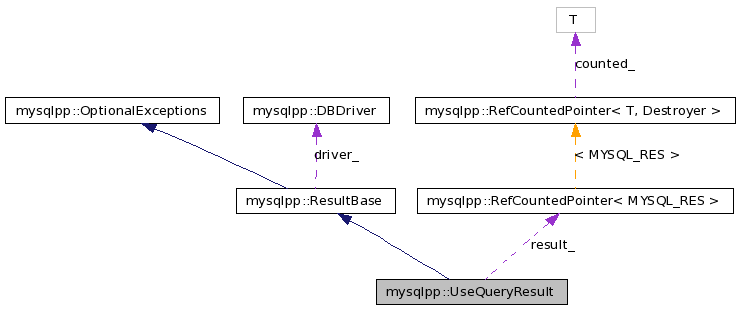 T
counted_
mysqlpp::OptionalExceptions
mysqlpp::DBDriver
mysqlpp::RefCountedPointer< T, Destroyer >
driver_
< MYSQL_RES >
mysqlpp::ResultBase
mysqlpp::RefCountedPointer< MYSQL_RES >
result_
mysqlpp::UseQueryResult